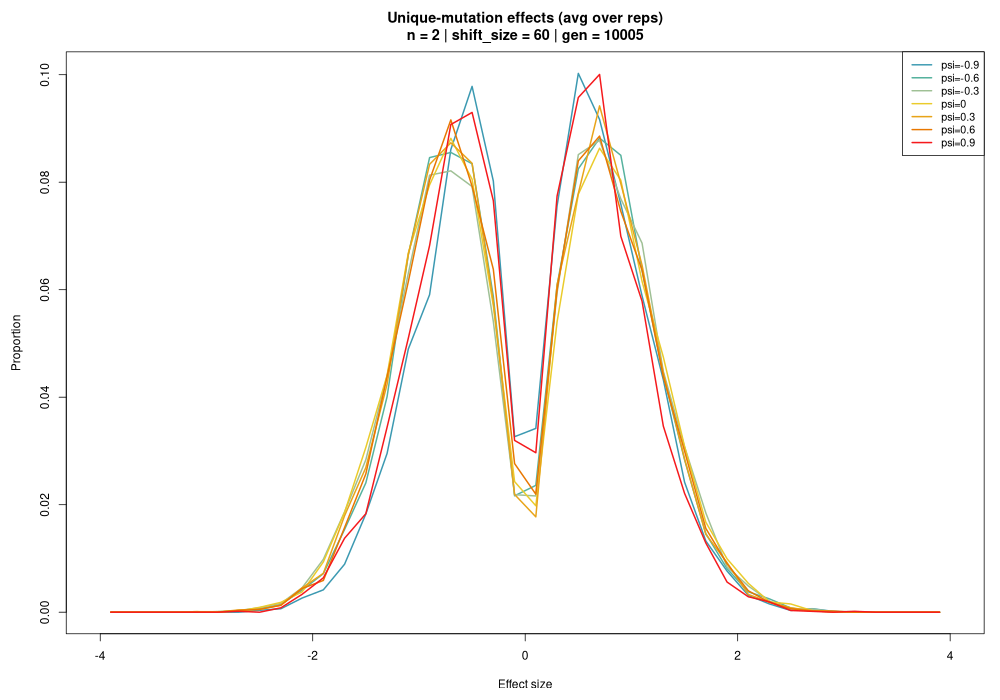 Unique-mutation effects (avg over reps)
n = 2 | shift_size = 60 | gen = 10005
psi=-0.9
psi=-0.6
psi=-0.3
psi=0
psi=0.3
psi=0.6
psi=0.9
Proportion
0.10
0.08
0.06
0.04
0.02
0.00
-4
-2
0
2
4
Effect size